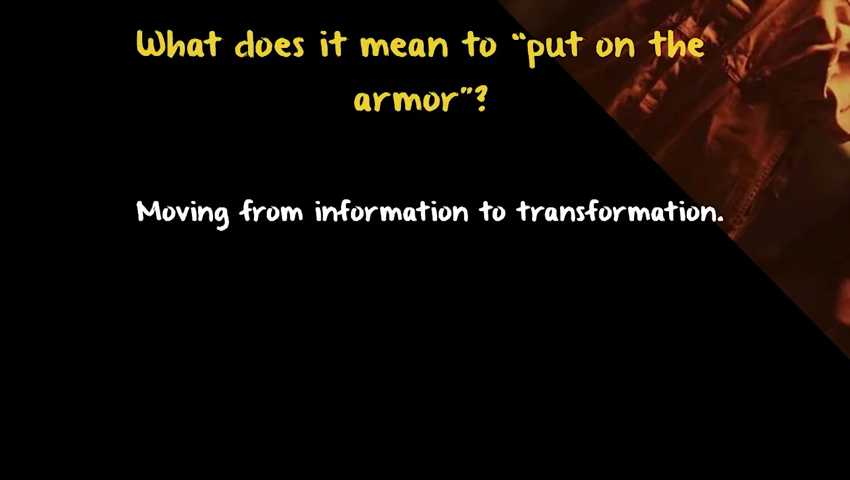 What does it mean to “put on the
armor”?
Moving from information to transformation.